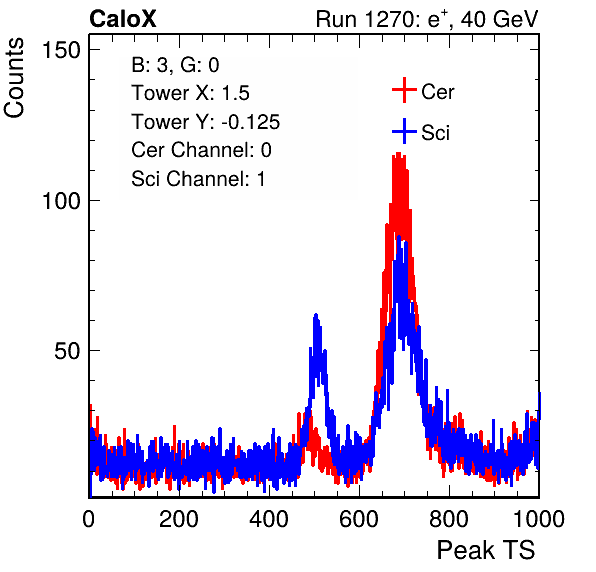 CaloX Run 1270: e⁺, 40 GeV
B: 3, G: 0
Tower X: 1.5
Tower Y: -0.125
Cer Channel: 0
Sci Channel: 1
Cer
Sci
Counts
150
100
50
0 200 400 600 800 1000
Peak TS